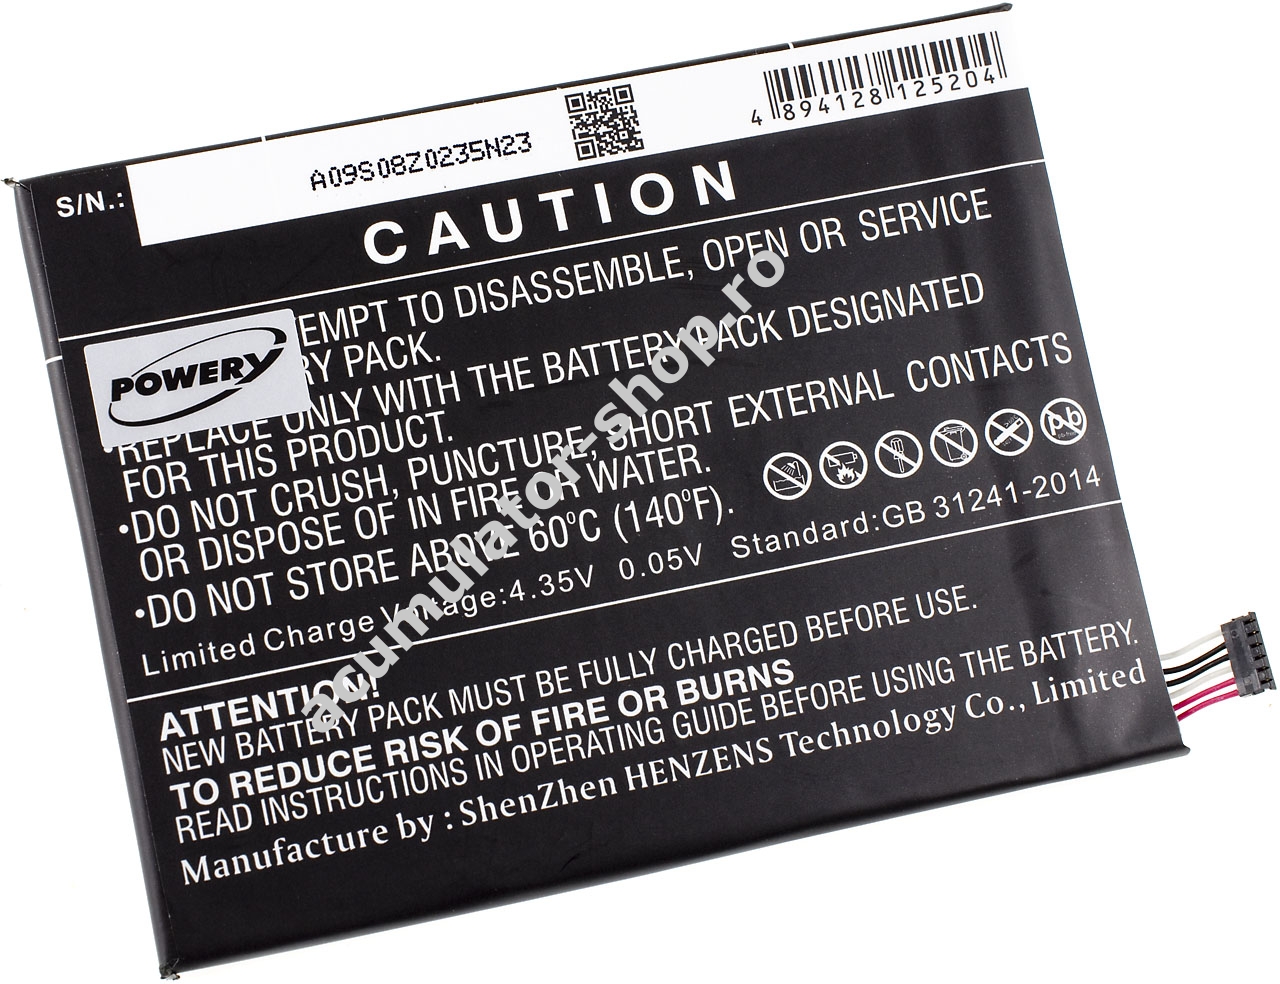 4 894128 125204
S/N.: A09S08Z0235N23
CAUTION
EMPT TO DISASSEMBLE, OPEN OR SERVICE
RY PACK.
POWERY
•REPLACE ONLY WITH THE BATTERY PACK DESIGNATED
FOR THIS PRODUCT.
•DO NOT CRUSH, PUNCTURE, SHORT EXTERNAL CONTACTS
OR DISPOSE OF IN FIRE OR WATER.
•DO NOT STORE ABOVE 60°C (140°F).
Limited Charge Voltage:4.35V 0.05V Standard:GB 31241-2014
Pb
ATTENTION!
NEW BATTERY PACK MUST BE FULLY CHARGED BEFORE USE.
TO REDUCE RISK OF FIRE OR BURNS
READ INSTRUCTIONS IN OPERATING GUIDE BEFORE USING THE BATTERY.
Manufacture by : ShenZhen HENZENS Technology Co., Limited
acumulator-shop.ro